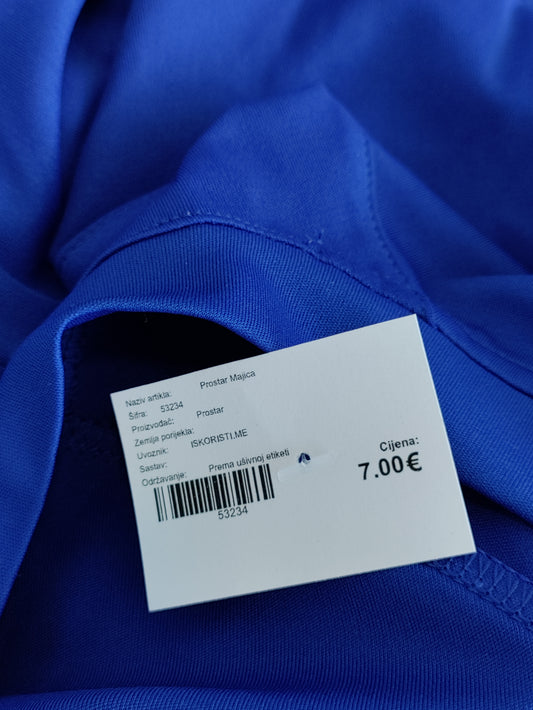 Naziv artikla: Prostar Majica
Šifra: 53234
Proizvođač: Prostar
Zemlja porijekla:
Uvoznik: ISKORISTI.ME
Sastav:
Održavanje: Prema ušivnoj etiketi
53234
Cijena:
7.00€